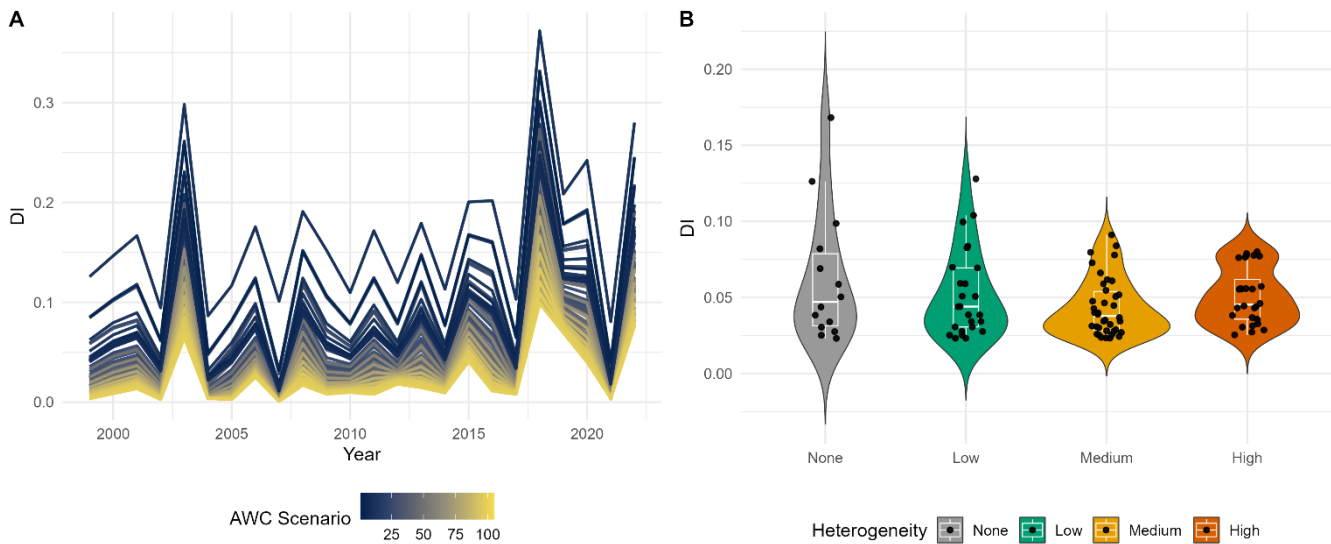 A
DI
0.3
0.2
0.1
0.0
2000 2005 2010 2015 2020
Year
AWC Scenario
25 50 75 100
B
DI
0.20
0.15
0.10
0.05
0.00
None Low Medium High
Heterogeneity None Low Medium High